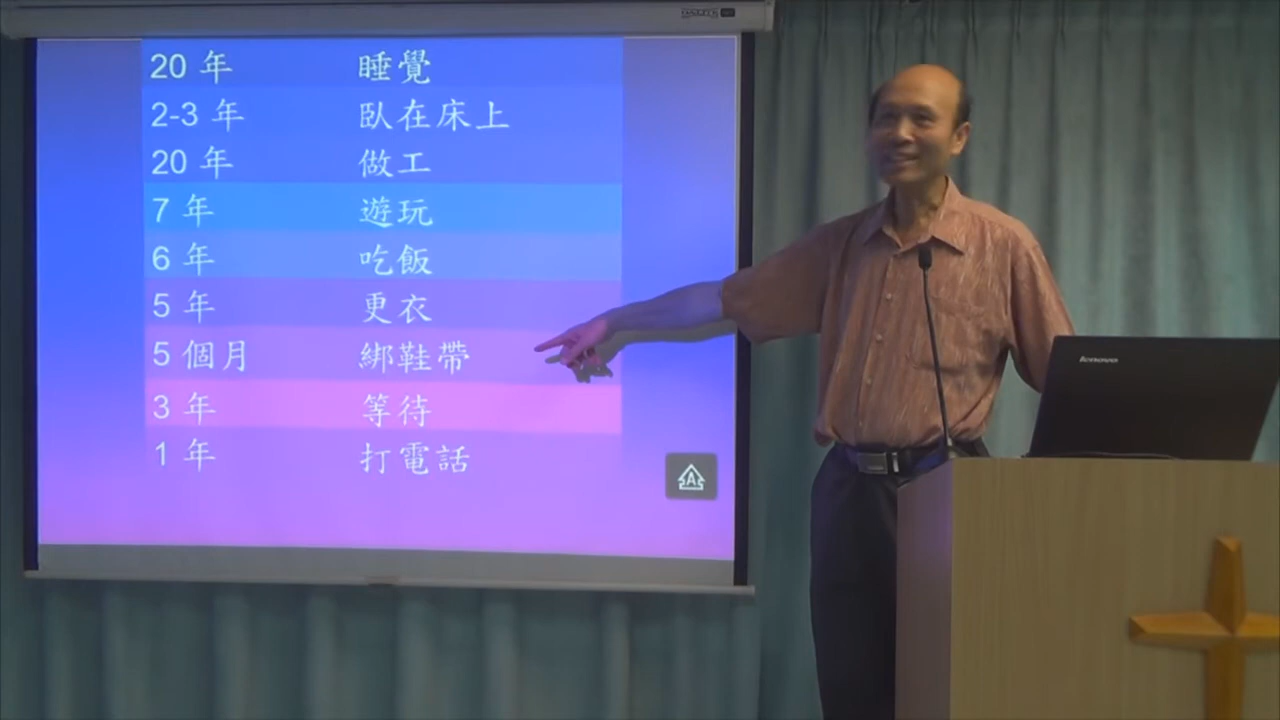 20 年 睡覺
2-3 年 臥在床上
20 年 做工
7 年 遊玩
6 年 吃飯
5 年 更衣
5 個月 綁鞋帶
3 年 等待
1 年 打電話
A
lenovo